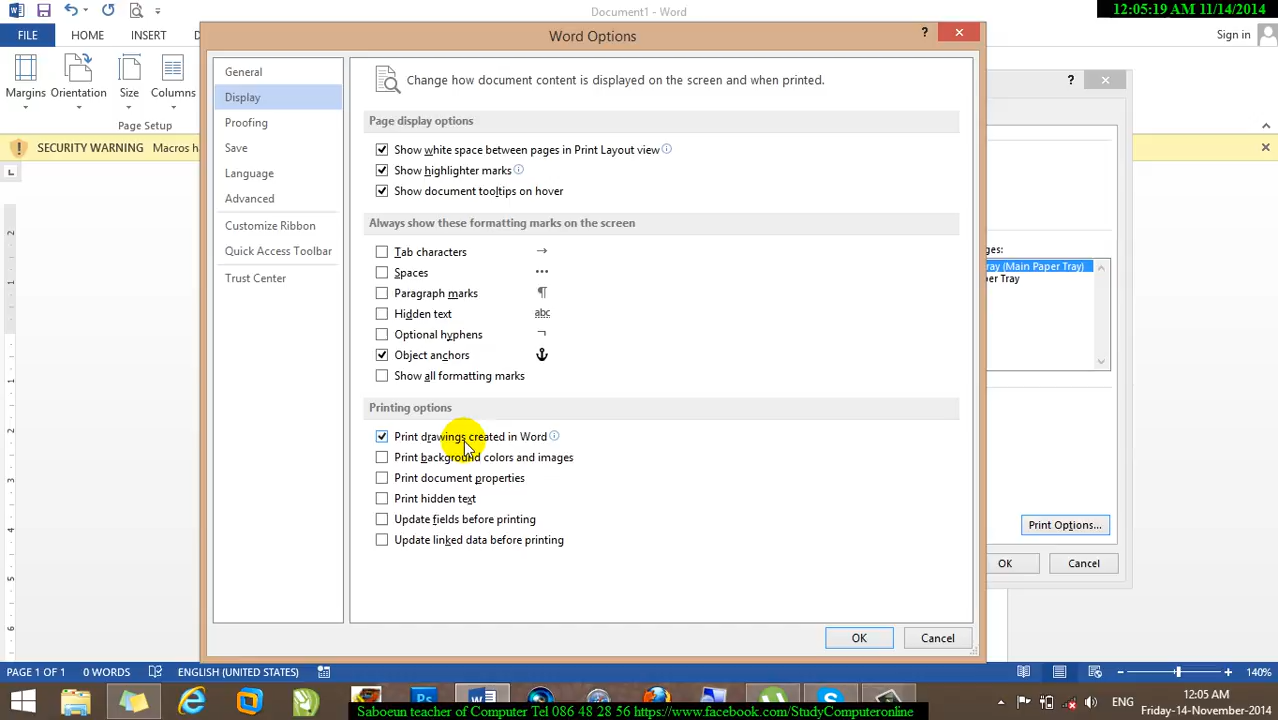 Document1 - Word
12:05:19 AM 11/14/2014
FILE
HOME
INSERT
D
Sign in
Word Options
?
?
Margins
Orientation
Size
Columns
Page Setup
SECURITY WARNING Macros h
General
Display
Proofing
Save
Language
Advanced
Customize Ribbon
Quick Access Toolbar
Trust Center
Change how document content is displayed on the screen and when printed.
Page display options
Show white space between pages in Print Layout view
Show highlighter marks
Show document tooltips on hover
Always show these formatting marks on the screen
Tab characters →
Spaces ...
Paragraph marks ¶
Hidden text abc
Optional hyphens ¬
Object anchors
Show all formatting marks
Printing options
Print drawings created in Word
Print background colors and images
Print document properties
Print hidden text
Update fields before printing
Update linked data before printing
OK
Cancel
ges:
ray (Main Paper Tray)
per Tray
Print Options...
OK
Cancel
2
1
1
2
3
4
5
6
PAGE 1 OF 1
0 WORDS
ENGLISH (UNITED STATES)
140%
ENG
12:05 AM
Friday-14-November-2014
Saboeun teacher of Computer Tel 086 48 28 56 https://www.facebook.com/StudyComputeronline